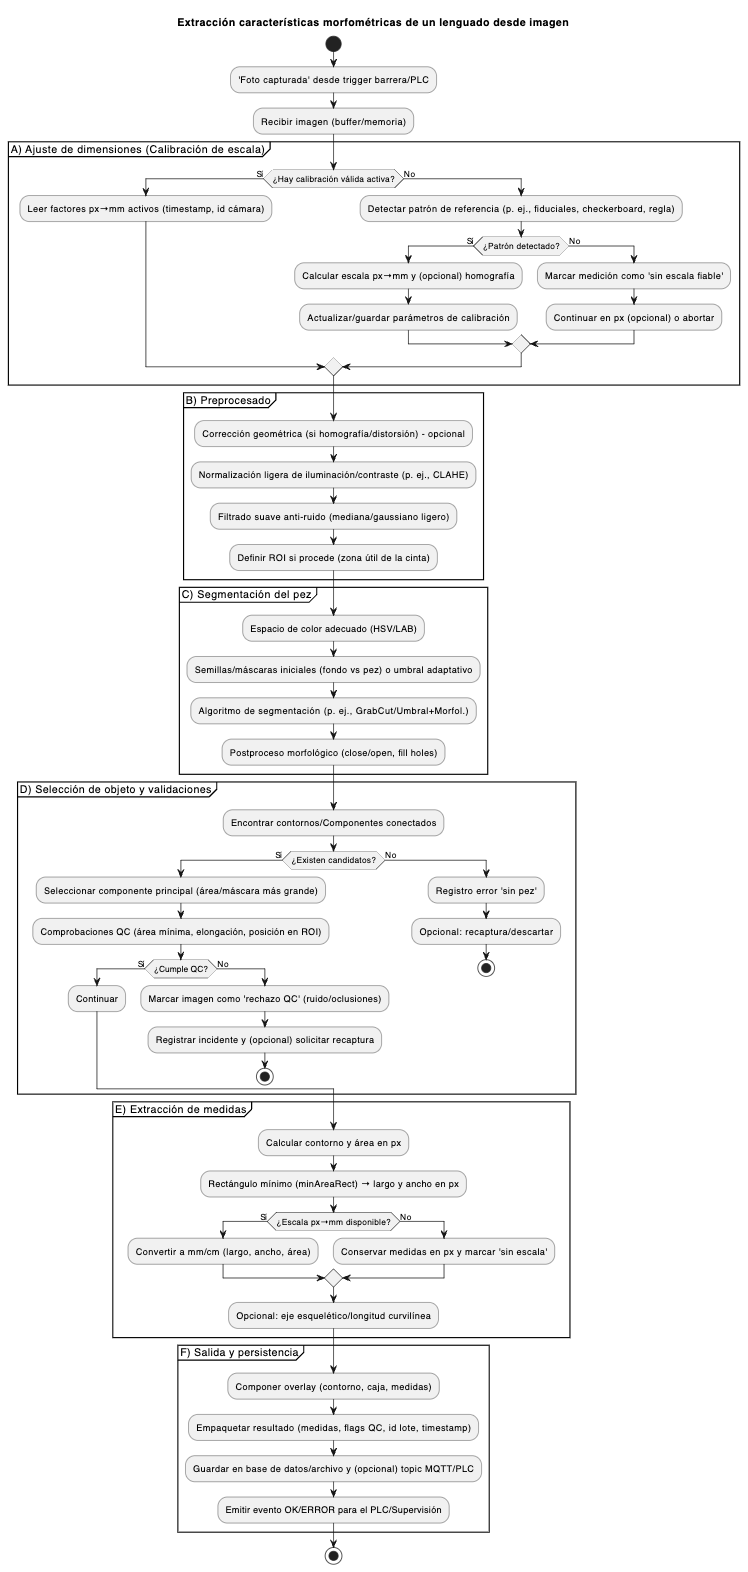 Extracción características morfométricas de un lenguado desde imagen
'Foto capturada' desde trigger barrera/PLC
Recibir imagen (buffer/memoria)
A) Ajuste de dimensiones (Calibración de escala)
¿Hay calibración válida activa?
Sí
No
Leer factores px→mm activos (timestamp, id cámara)
Detectar patrón de referencia (p. ej., fiduciales, checkerboard, regla)
¿Patrón detectado?
Sí
No
Calcular escala px→mm y (opcional) homografía
Marcar medición como 'sin escala fiable'
Actualizar/guardar parámetros de calibración
Continuar en px (opcional) o abortar
B) Preprocesado
Corrección geométrica (si homografía/distorsión) - opcional
Normalización ligera de iluminación/contraste (p. ej., CLAHE)
Filtrado suave anti-ruido (mediana/gaussiano ligero)
Definir ROI si procede (zona útil de la cinta)
C) Segmentación del pez
Espacio de color adecuado (HSV/LAB)
Semillas/máscaras iniciales (fondo vs pez) o umbral adaptativo
Algoritmo de segmentación (p. ej., GrabCut/Umbral+Morfol.)
Postproceso morfológico (close/open, fill holes)
D) Selección de objeto y validaciones
Encontrar contornos/Componentes conectados
¿Existen candidatos?
Sí
No
Seleccionar componente principal (área/máscara más grande)
Registro error 'sin pez'
Comprobaciones QC (área mínima, elongación, posición en ROI)
Opcional: recaptura/descartar
¿Cumple QC?
Sí
No
Continuar
Marcar imagen como 'rechazo QC' (ruido/oclusiones)
Registrar incidente y (opcional) solicitar recaptura
E) Extracción de medidas
Calcular contorno y área en px
Rectángulo mínimo (minAreaRect) → largo y ancho en px
¿Escala px→mm disponible?
Sí
No
Convertir a mm/cm (largo, ancho, área)
Conservar medidas en px y marcar 'sin escala'
Opcional: eje esquelético/longitud curvilínea
F) Salida y persistencia
Componer overlay (contorno, caja, medidas)
Empaquetar resultado (medidas, flags QC, id lote, timestamp)
Guardar en base de datos/archivo y (opcional) topic MQTT/PLC
Emitir evento OK/ERROR para el PLC/Supervisión